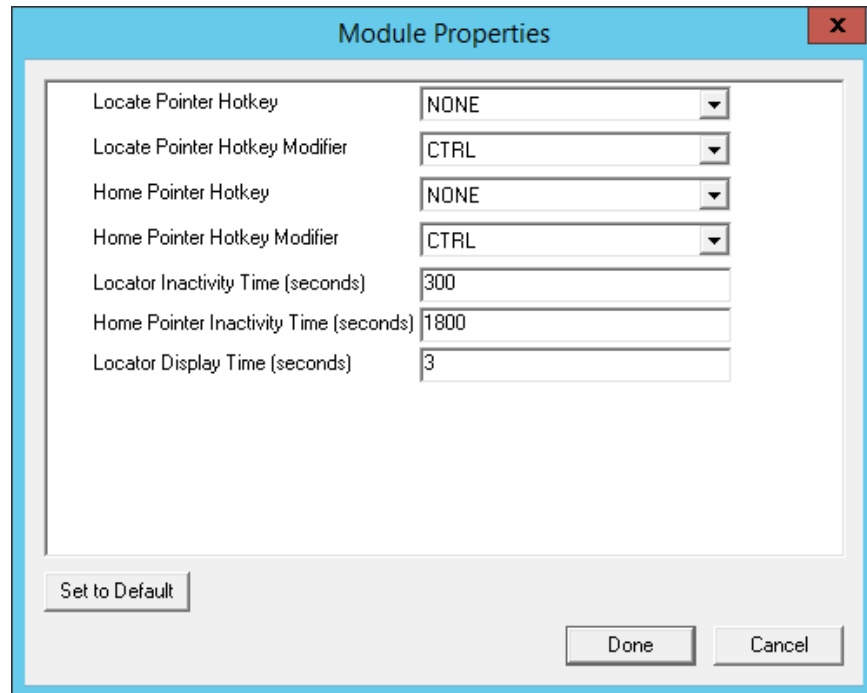 Module Properties
x
Locate Pointer Hotkey NONE
Locate Pointer Hotkey Modifier CTRL
Home Pointer Hotkey NONE
Home Pointer Hotkey Modifier CTRL
Locator Inactivity Time (seconds) 300
Home Pointer Inactivity Time (seconds) 1800
Locator Display Time (seconds) 3
Set to Default
Done Cancel